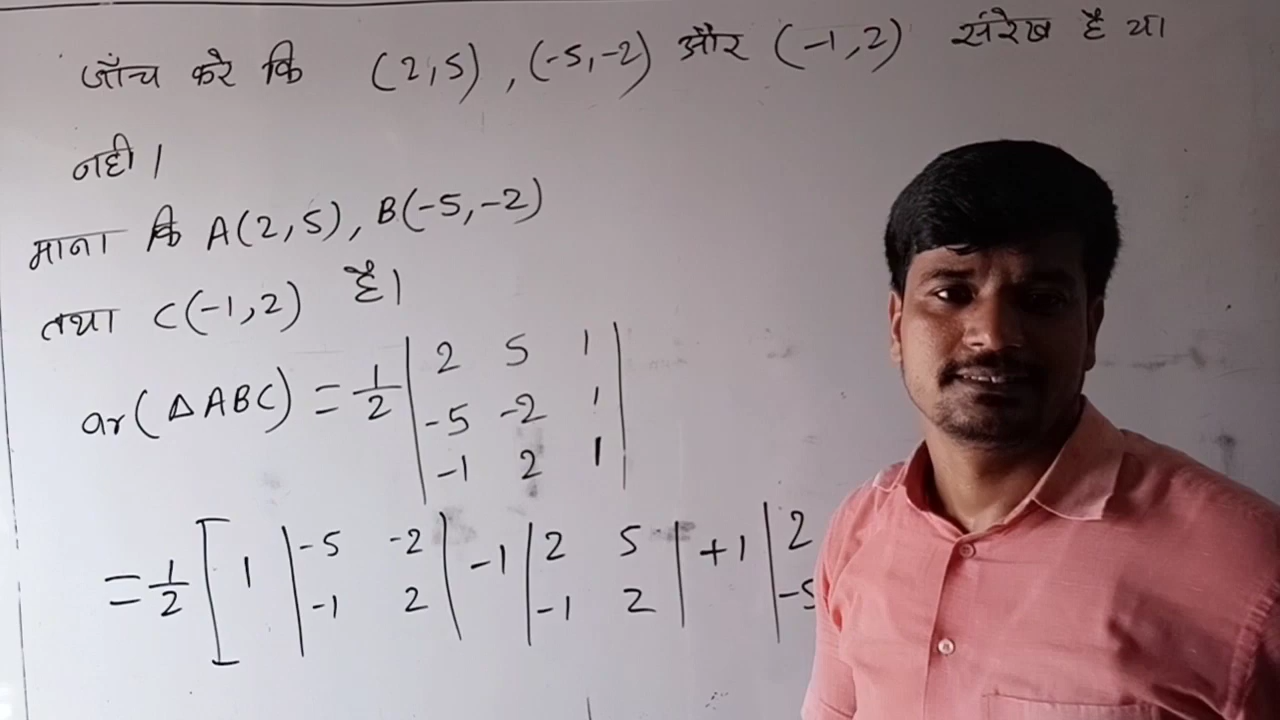 जाँच करे कि (2,5), (-5,-2) और (-1,2) संरेख है या
नही।
माना कि A(2,5), B(-5,-2)
तथा C(-1,2) है।
ar(△ABC) = 1/2 | 2 5 1 |
| -5 -2 1 |
| -1 2 1 |
= 1/2 [ 1 | -5 -2 | -1 | 2 5 | +1 | 2
| -1 2 | | -1 2 | | -5